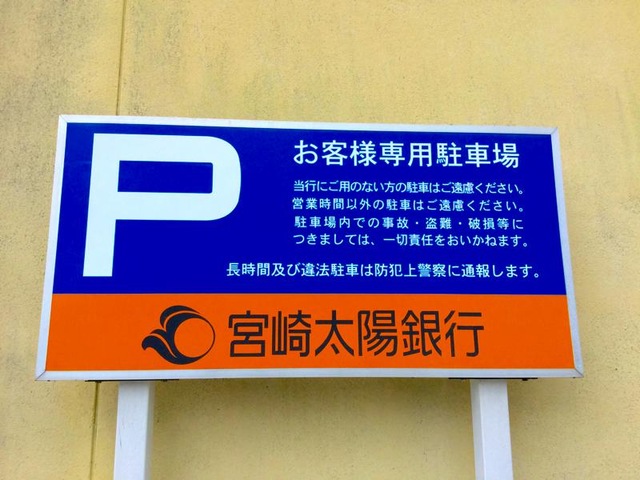 P
お客様専用駐車場
当行にご用のない方の駐車はご遠慮ください。
営業時間以外の駐車はご遠慮ください。
駐車場内での事故・盗難・破損等に
つきましては、一切責任をおいかねます。
長時間及び違法駐車は防犯上警察に通報します。
宮崎太陽銀行